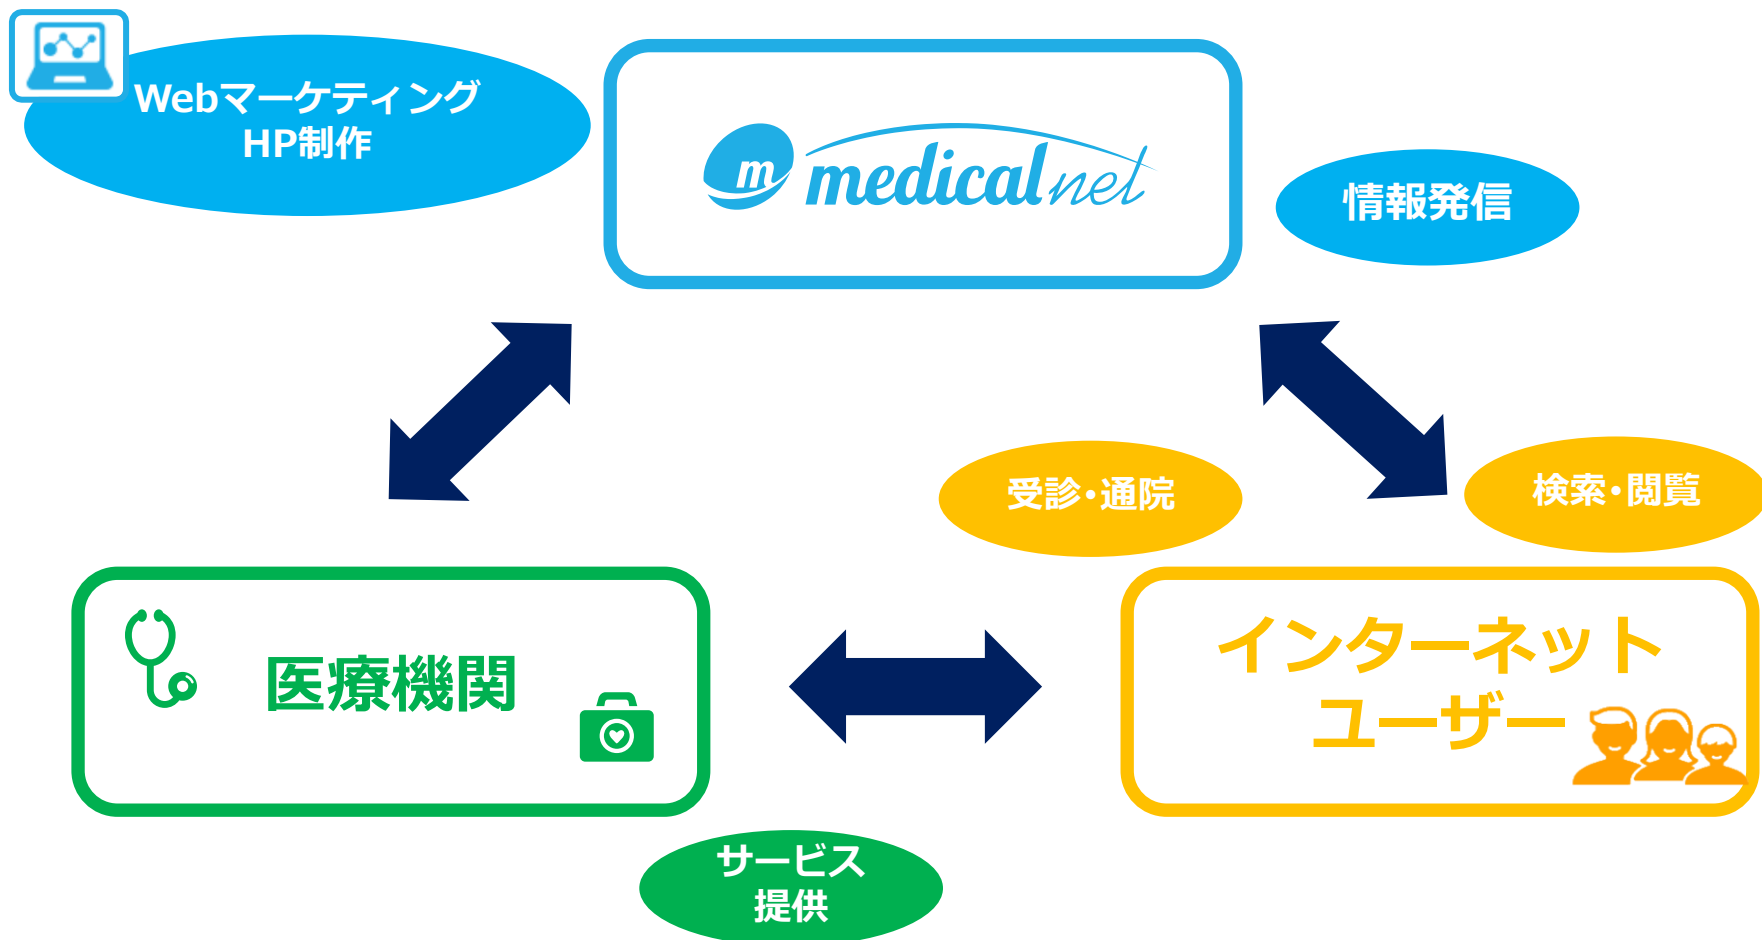 Webマーケティング
HP制作
m medicalnet
情報発信
受診・通院
検索・閲覧
医療機関
インターネット
ユーザー
サービス
提供